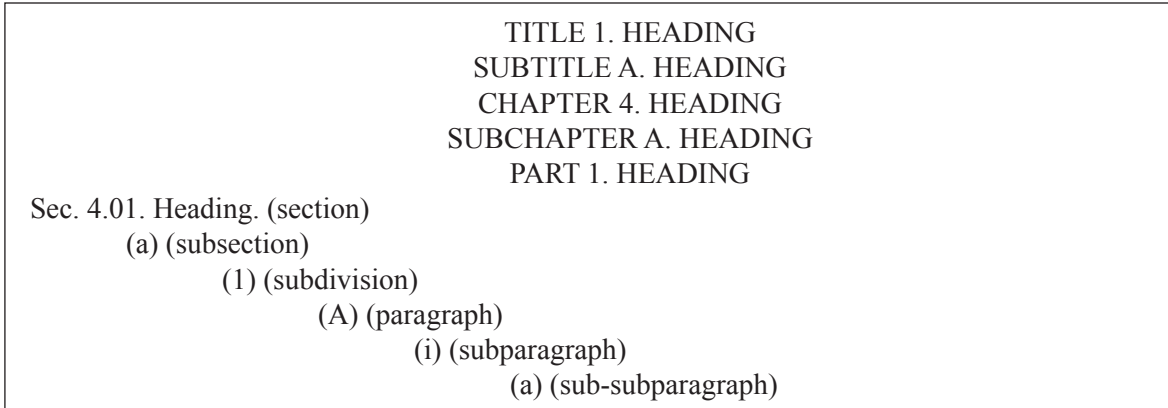 TITLE 1. HEADING
SUBTITLE A. HEADING
CHAPTER 4. HEADING
SUBCHAPTER A. HEADING
PART 1. HEADING
Sec. 4.01. Heading. (section)
(a) (subsection)
(1) (subdivision)
(A) (paragraph)
(i) (subparagraph)
(a) (sub-subparagraph)